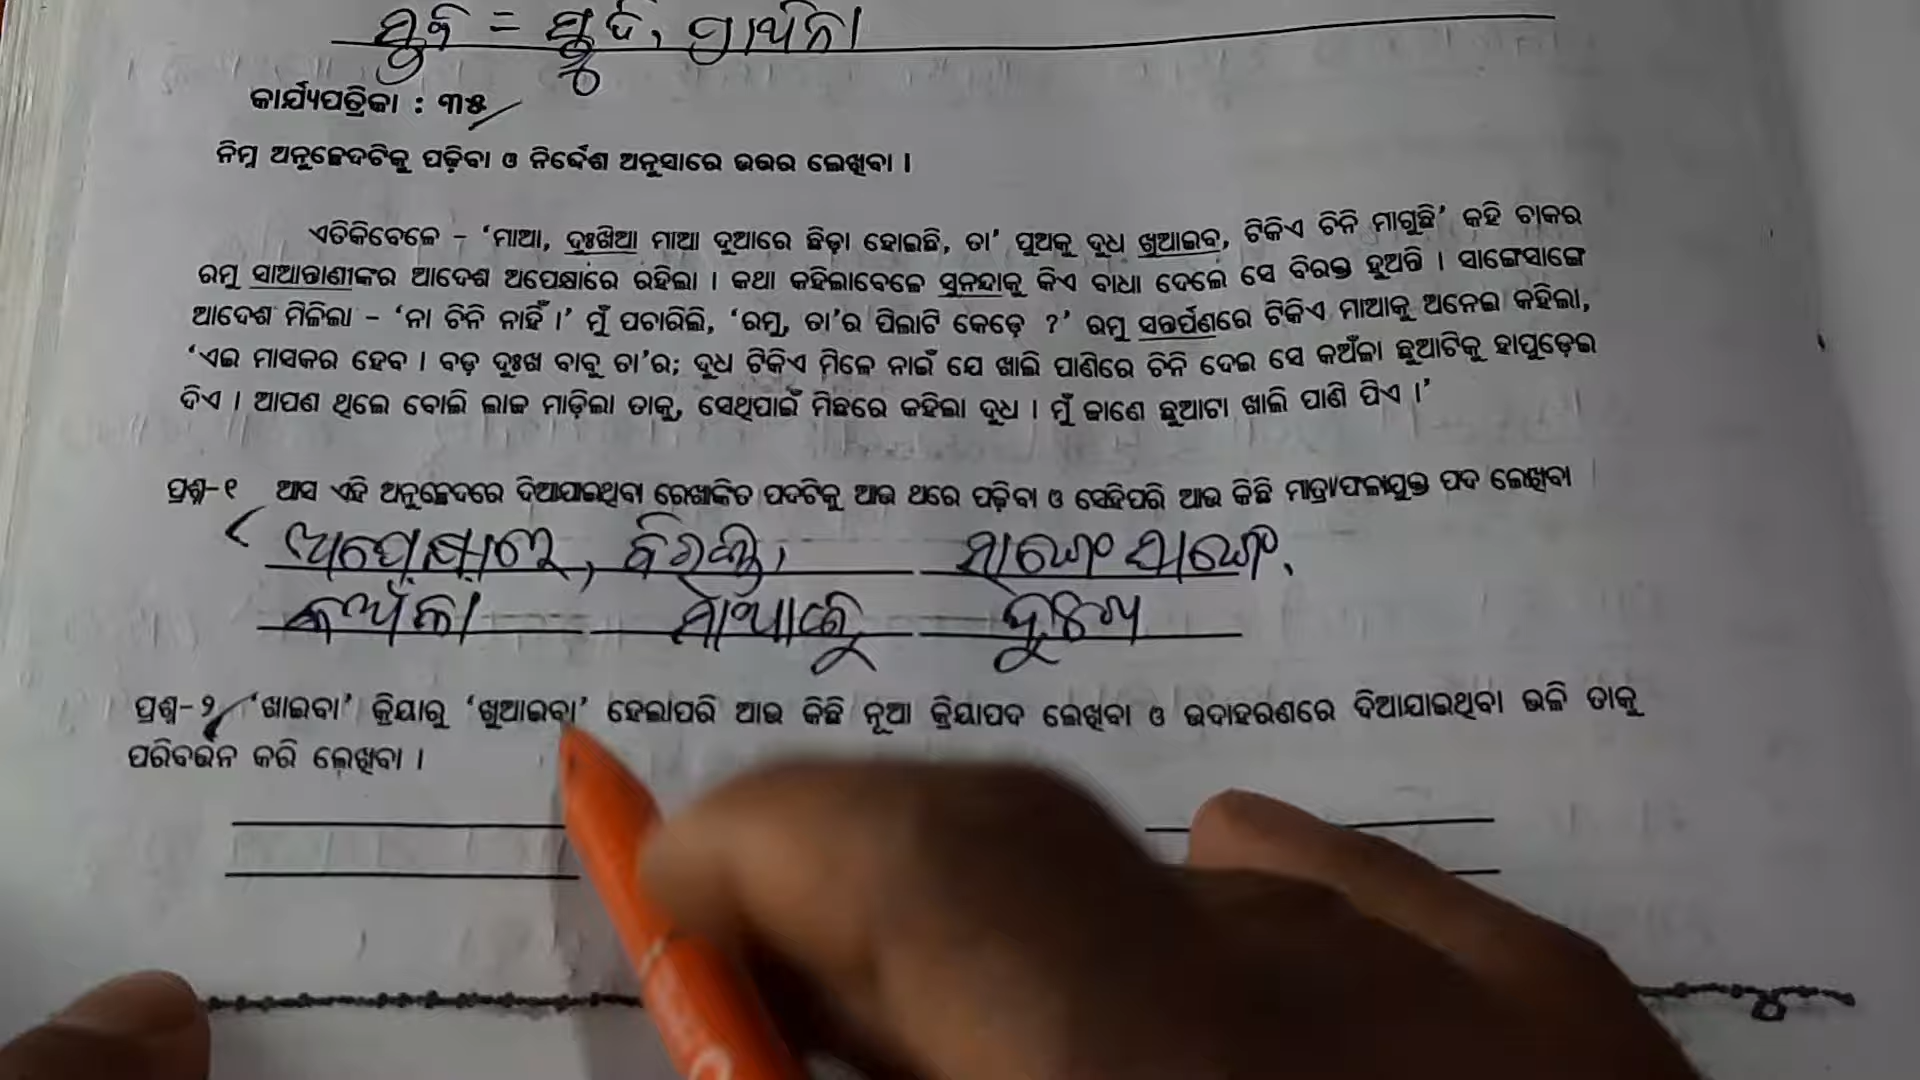 ଯୁକ୍ତି = ଯୁକ୍ତି, ପ୍ରାର୍ଥନା
କାର୍ଯ୍ୟପତ୍ରିକା : ୩୫
ନିମ୍ନ ଅନୁଚ୍ଛେଦଟିକୁ ପଢ଼ିବା ଓ ନିର୍ଦ୍ଦେଶ ଅନୁସାରେ ଉତ୍ତର ଲେଖିବା ।
ଏତିକିବେଳେ – ‘ମାଆ, ଦୁଃଖିଆ ମାଆ ଦୁଆରେ ଛିଡ଼ା ହୋଇଛି, ତା’ ପୁଅକୁ ଦୁଧ ଖୁଆଇବ, ଟିକିଏ ଚିନି ମାଗୁଛି’ କହି ଚାକର
ରମୁ ସାଆନ୍ତାଣୀଙ୍କର ଆଦେଶ ଅପେକ୍ଷାରେ ରହିଲା । କଥା କହିଲାବେଳେ ସୁନନ୍ଦାକୁ କିଏ ବାଧା ଦେଲେ ସେ ବିରକ୍ତ ହୁଅନ୍ତି । ସାଙ୍ଗେସାଙ୍ଗେ
ଆଦେଶ ମିଳିଲା – ‘ନା ଚିନି ନାହିଁ ।’ ମୁଁ ପଚାରିଲି, ‘ରମୁ, ତା’ର ପିଲାଟି କେଡ଼େ ?’ ରମୁ ସନ୍ତର୍ପଣରେ ଟିକିଏ ମାଆକୁ ଅନେଇ କହିଲା,
‘ଏଇ ମାସକର ହେବ । ବଡ଼ ଦୁଃଖ ବାବୁ ତା’ର; ଦୁଧ ଟିକିଏ ମିଳେ ନାଇଁ ଯେ ଖାଲି ପାଣିରେ ଚିନି ଦେଇ ସେ କଅଁଳା ଛୁଆଟିକୁ ହାପୁଡ଼େଇ
ଦିଏ । ଆପଣ ଥିଲେ ବୋଲି ଲାଜ ମାଡ଼ିଲା ତାକୁ, ସେଥିପାଇଁ ମିଛରେ କହିଲା ଦୁଧ । ମୁଁ ଜାଣେ ଛୁଆଟା ଖାଲି ପାଣି ପିଏ ।’
ପ୍ରଶ୍ନ-୧ ଆସ ଏହି ଅନୁଚ୍ଛେଦରେ ଦିଆଯାଇଥିବା ରେଖାଙ୍କିତ ପଦଟିକୁ ଆଉ ଥରେ ପଢ଼ିବା ଓ ସେହିପରି ଆଉ କିଛି ମାତ୍ରା/ଫଳାଯୁକ୍ତ ପଦ ଲେଖିବା
ଅପେକ୍ଷାରେ, ବିରକ୍ତ, ସାଙ୍ଗେସାଙ୍ଗେ,
କଅଁଳା ମାଆକୁ ଦୁଃଖ
ପ୍ରଶ୍ନ-୨ ‘ଖାଇବା’ କ୍ରିୟାରୁ ‘ଖୁଆଇବା’ ହେଲାପରି ଆଉ କିଛି ନୂଆ କ୍ରିୟାପଦ ଲେଖିବା ଓ ଉଦାହରଣରେ ଦିଆଯାଇଥିବା ଭଳି ତାକୁ
ପରିବର୍ତ୍ତନ କରି ଲେଖିବା ।